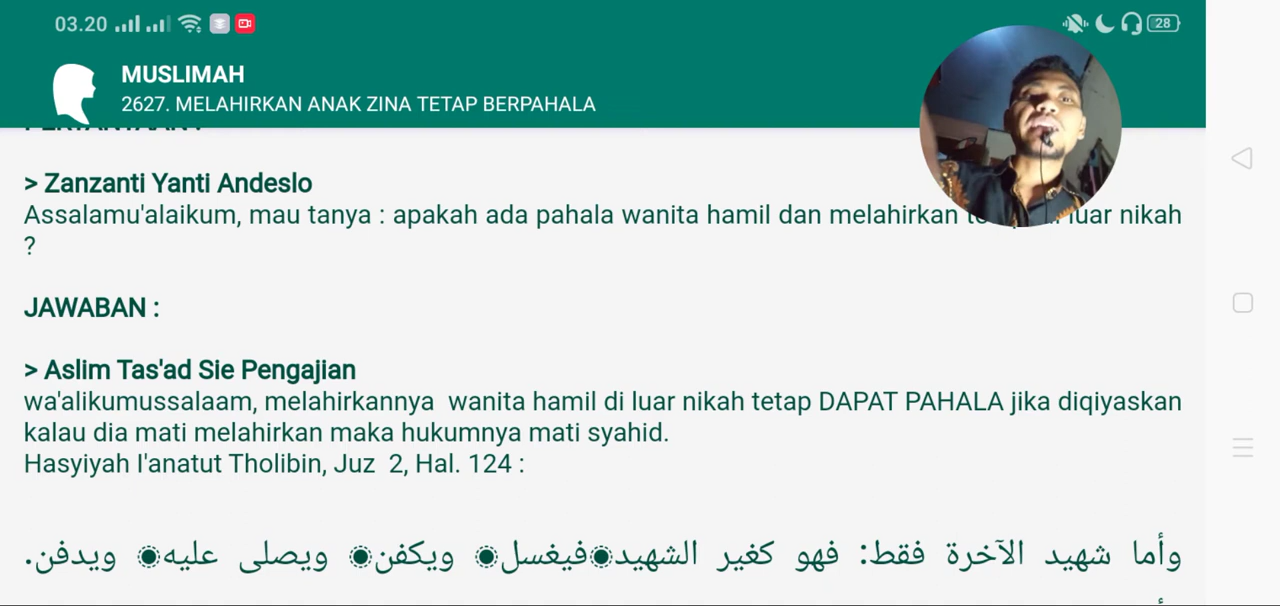 03.20
28
MUSLIMAH
2627. MELAHIRKAN ANAK ZINA TETAP BERPAHALA
> Zanzanti Yanti Andeslo
Assalamu'alaikum, mau tanya : apakah ada pahala wanita hamil dan melahirkan luar nikah
?
JAWABAN :
> Aslim Tas'ad Sie Pengajian
wa'alikumussalaam, melahirkannya wanita hamil di luar nikah tetap DAPAT PAHALA jika diqiyaskan
kalau dia mati melahirkan maka hukumnya mati syahid.
Hasyiyah I'anatut Tholibin, Juz 2, Hal. 124 :
وأما شهيد الآخرة فقط: فهو كغير الشهيد◉فيغسل◉ ويكفن◉ ويصلى عليه◉ ويدفن.